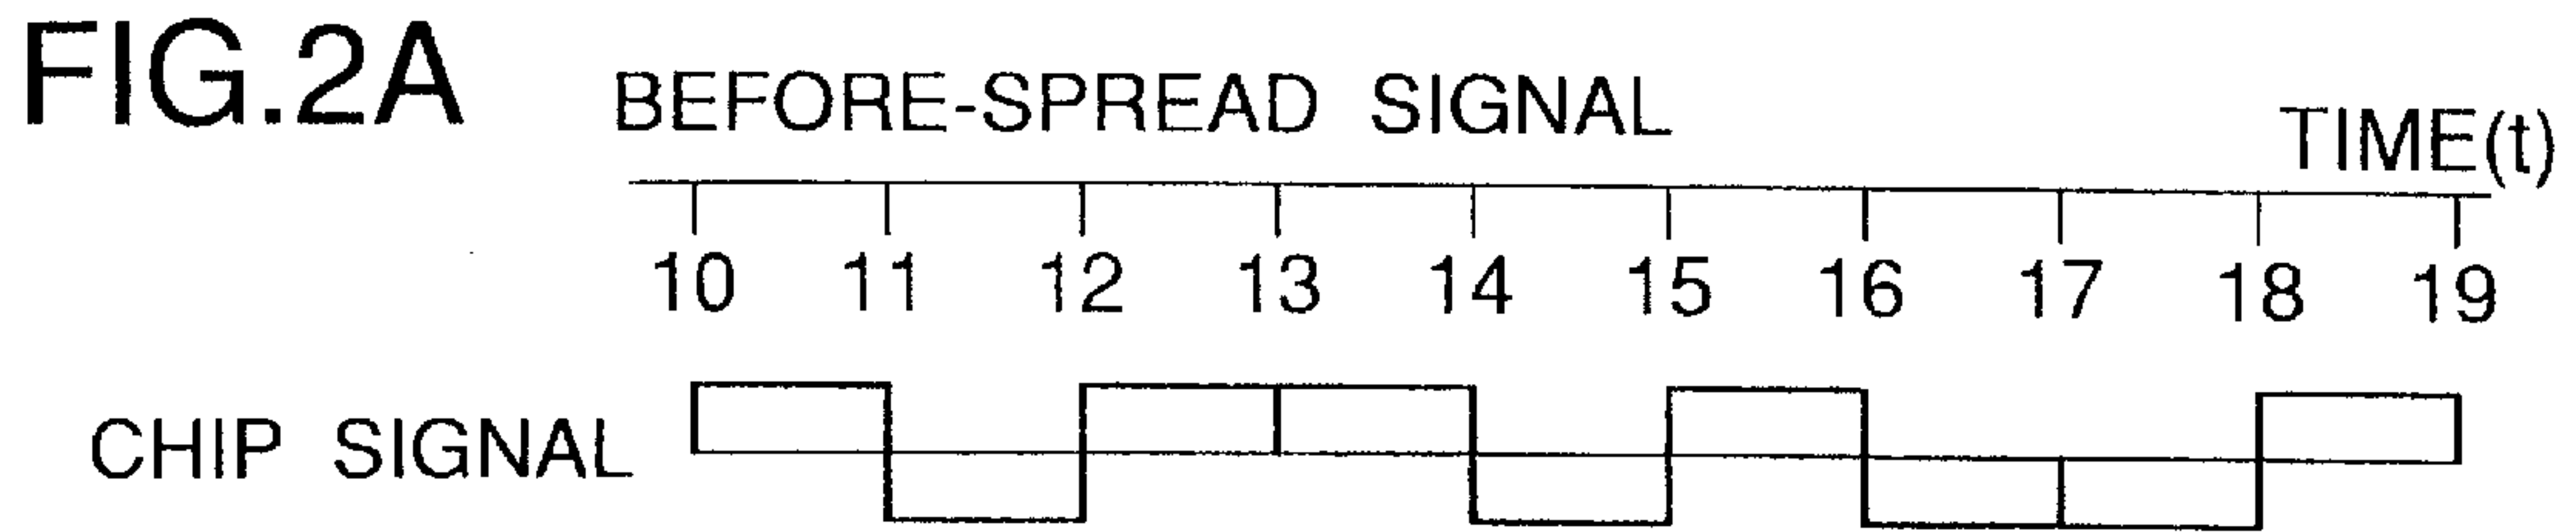 FIG.2A
BEFORE-SPREAD SIGNAL
TIME(t)
10 11 12 13 14 15 16 17 18 19
CHIP SIGNAL